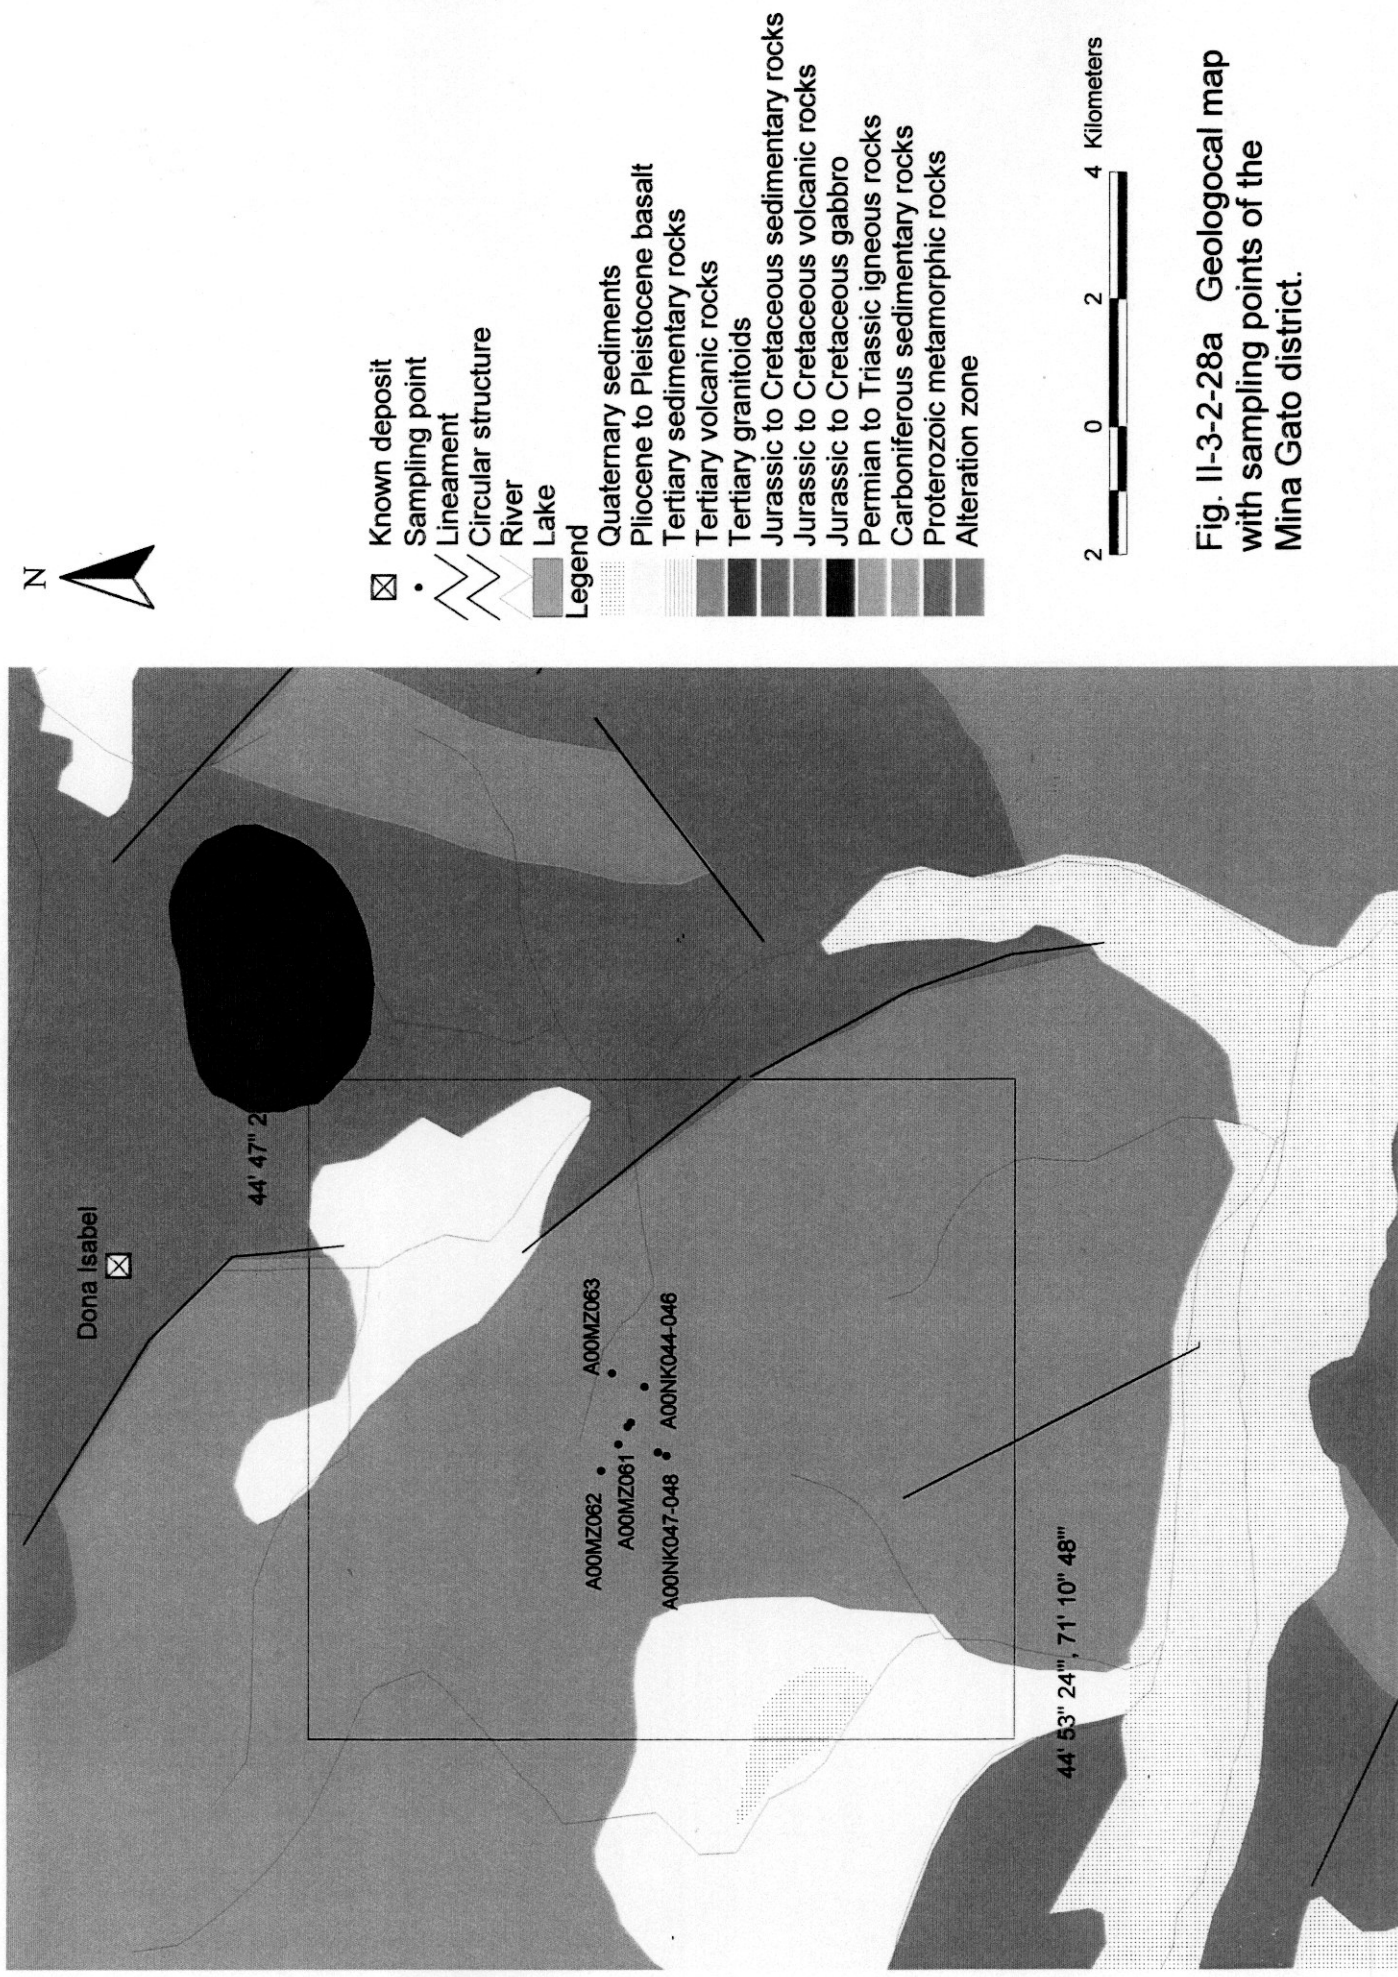 N
Known deposit
Sampling point
Lineament
Circular structure
River
Lake
Legend
Quaternary sediments
Pliocene to Pleistocene basalt
Tertiary sedimentary rocks
Tertiary volcanic rocks
Tertiary granitoids
Jurassic to Cretaceous sedimentary rocks
Jurassic to Cretaceous volcanic rocks
Jurassic to Cretaceous gabbro
Permian to Triassic igneous rocks
Carboniferous sedimentary rocks
Proterozoic metamorphic rocks
Alteration zone
2 0 2 4 Kilometers
Fig. II-3-2-28a Geologocal map
with sampling points of the
Mina Gato district.
Dona Isabel
44' 47" 2
A00MZ063
A00MZ062
A00MZ061
A00NK044-046
A00NK047-048
44' 53" 24''', 71' 10" 48'''